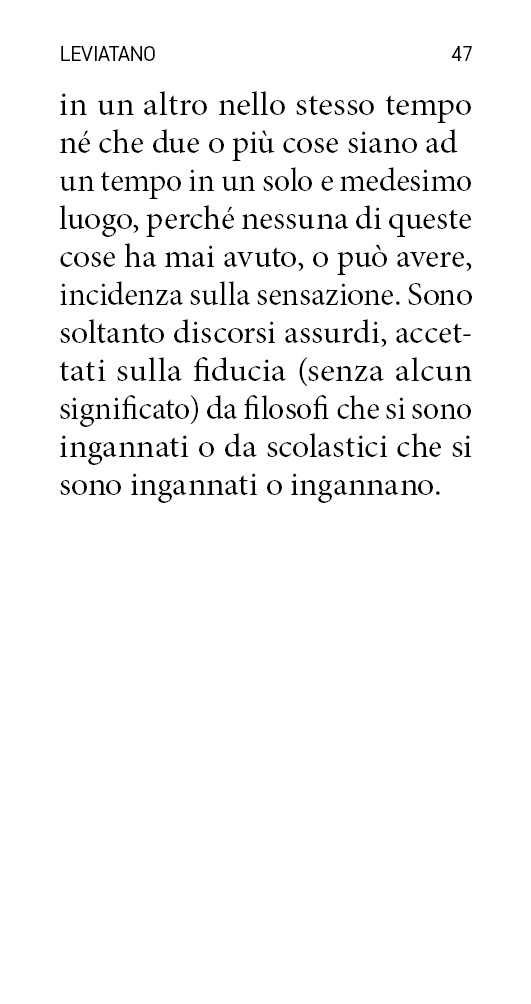 LEVIATANO 47
in un altro nello stesso tempo
né che due o più cose siano ad
un tempo in un solo e medesimo
luogo, perché nessuna di queste
cose ha mai avuto, o può avere,
incidenza sulla sensazione. Sono
soltanto discorsi assurdi, accet-
tati sulla fiducia (senza alcun
significato) da filosofi che si sono
ingannati o da scolastici che si
sono ingannati o ingannano.